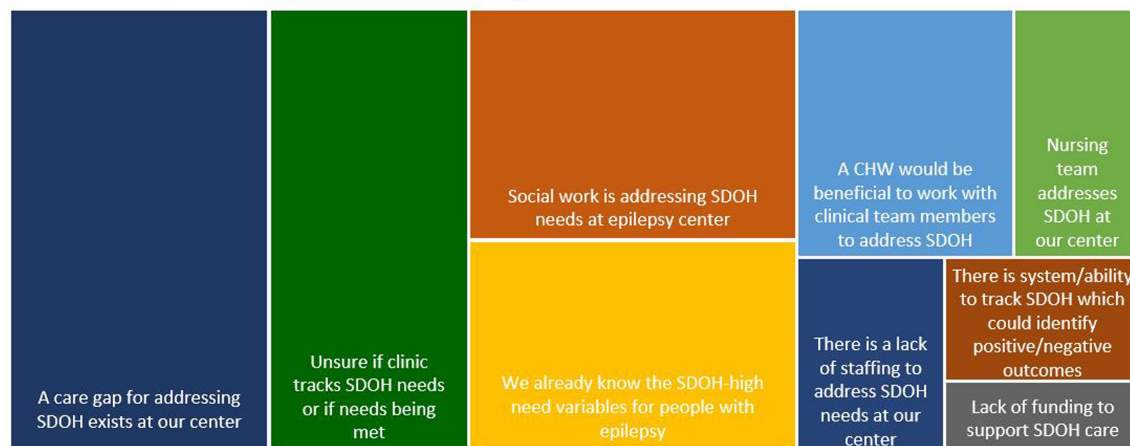 A care gap for addressing
SDOH exists at our center
Unsure if clinic
tracks SDOH needs
or if needs being
met
Social work is addressing SDOH
needs at epilepsy center
We already know the SDOH-high
need variables for people with
epilepsy
A CHW would be
beneficial to work with
clinical team members
to address SDOH
Nursing
team
addresses
SDOH at
our center
There is a lack
of staffing to
address SDOH
needs at our
center
There is system/ability
to track SDOH which
could identify
positive/negative
outcomes
Lack of funding to
support SDOH care